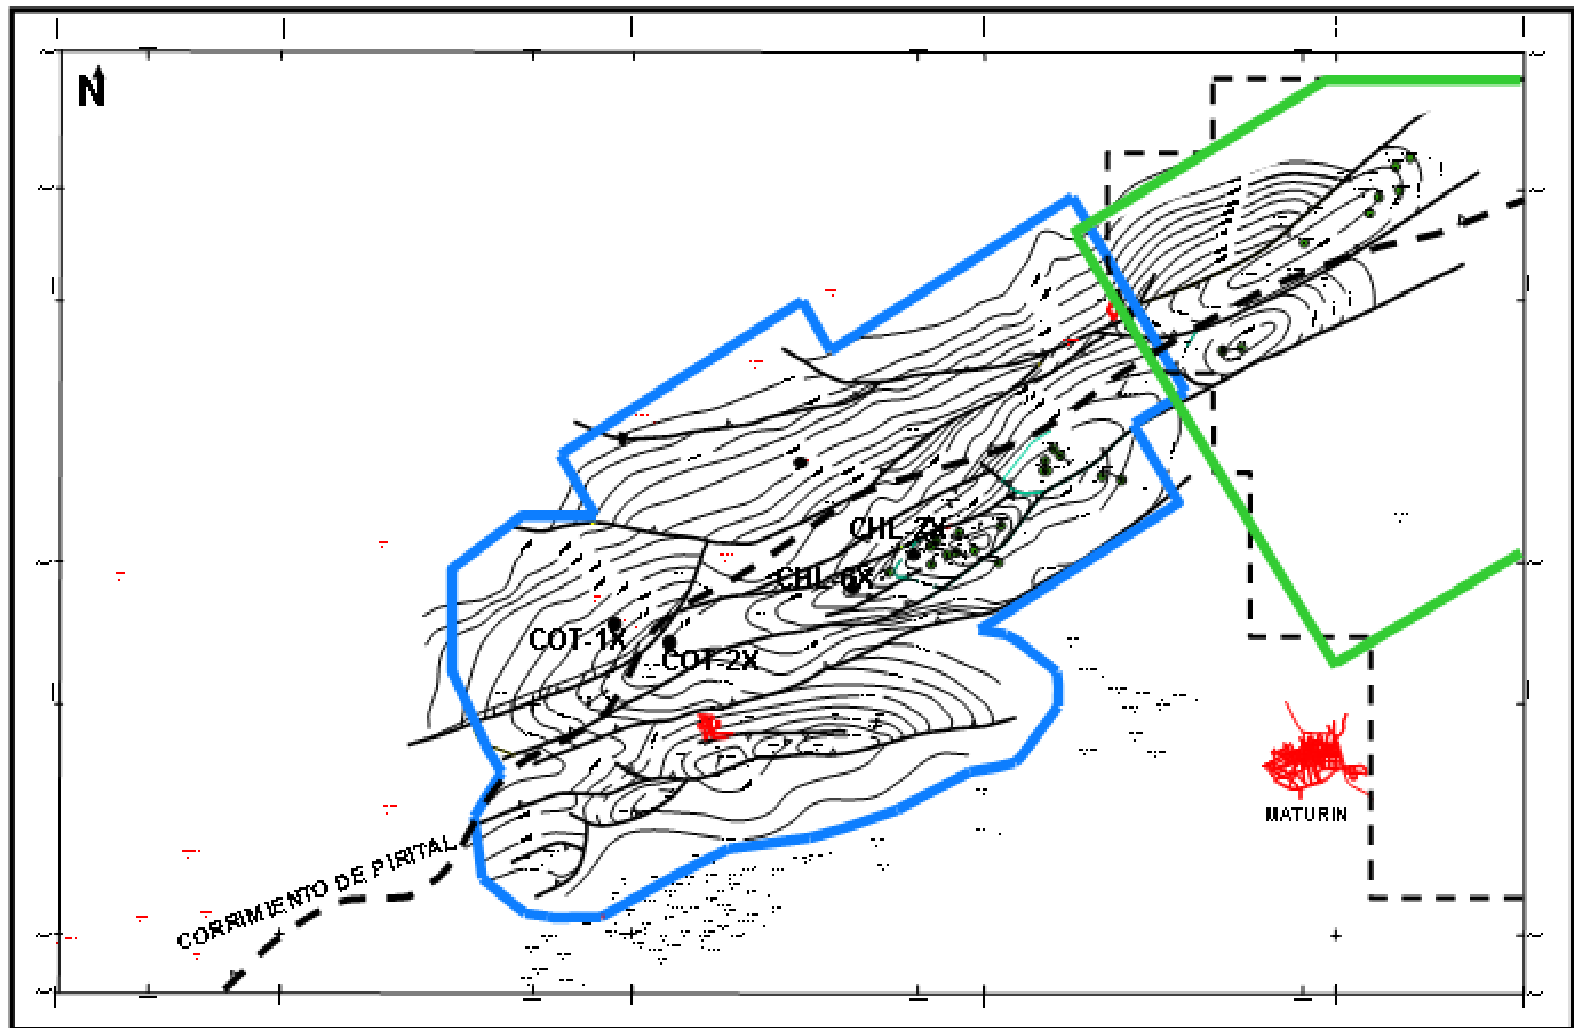 N
CHL-2X
CHL-6X
COT-1X
COT-2X
MATURIN
CORRIMIENTO DE PIRITAL